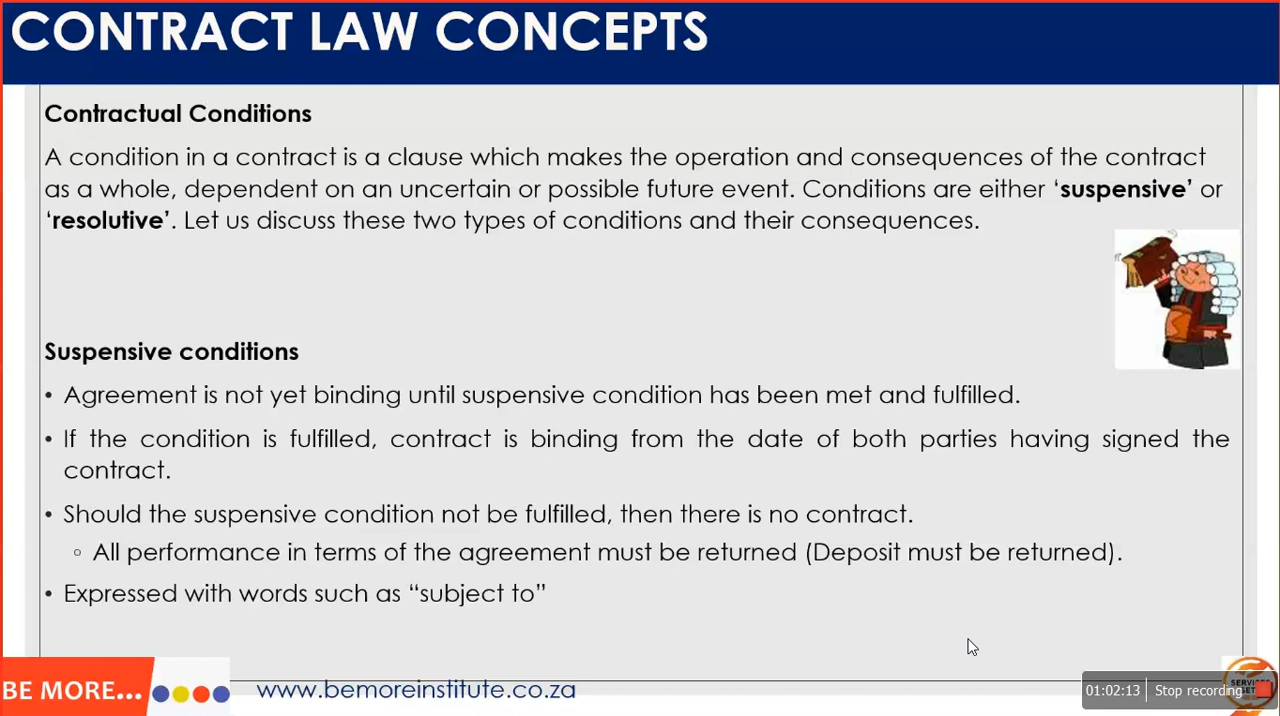 CONTRACT LAW CONCEPTS
Contractual Conditions
A condition in a contract is a clause which makes the operation and consequences of the contract
as a whole, dependent on an uncertain or possible future event. Conditions are either ‘suspensive’ or
‘resolutive’. Let us discuss these two types of conditions and their consequences.
Suspensive conditions
• Agreement is not yet binding until suspensive condition has been met and fulfilled.
• If the condition is fulfilled, contract is binding from the date of both parties having signed the
contract.
• Should the suspensive condition not be fulfilled, then there is no contract.
○ All performance in terms of the agreement must be returned (Deposit must be returned).
• Expressed with words such as “subject to”
BE MORE...
www.bemoreinstitute.co.za
SERVICES
SETA
01:02:13
Stop recording